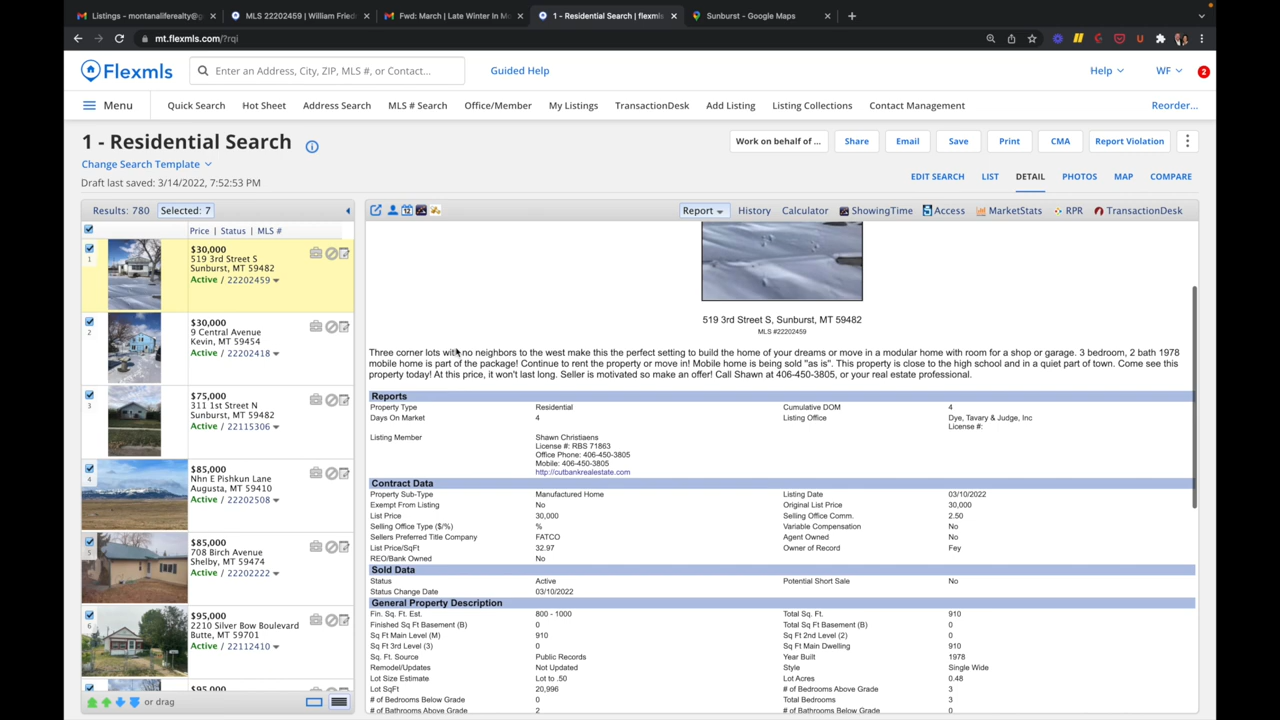 Listings - montanaliferealty@g
MLS 22202459 | William Friede
Fwd: March | Late Winter In Mo
1 - Residential Search | flexmls
Sunburst - Google Maps
mt.flexmls.com/?rqi
Flexmls
Enter an Address, City, ZIP, MLS #, or Contact...
Guided Help
Help
WF
2
Menu
Quick Search
Hot Sheet
Address Search
MLS # Search
Office/Member
My Listings
TransactionDesk
Add Listing
Listing Collections
Contact Management
Reorder...
1 - Residential Search
Work on behalf of ...
Share
Email
Save
Print
CMA
Report Violation
Change Search Template
Draft last saved: 3/14/2022, 7:52:53 PM
EDIT SEARCH
LIST
DETAIL
PHOTOS
MAP
COMPARE
Results: 780
Selected: 7
Report
History
Calculator
ShowingTime
Access
MarketStats
RPR
TransactionDesk
Price | Status | MLS #
1
$30,000
519 3rd Street S
Sunburst, MT 59482
Active / 22202459
2
$30,000
9 Central Avenue
Kevin, MT 59454
Active / 22202418
3
$75,000
311 1st Street N
Sunburst, MT 59482
Active / 22115306
4
$85,000
Nhn E Pishkun Lane
Augusta, MT 59410
Active / 22202508
5
$85,000
708 Birch Avenue
Shelby, MT 59474
Active / 22202222
6
$95,000
2210 Silver Bow Boulevard
Butte, MT 59701
Active / 22112410
$95,000
or drag
519 3rd Street S, Sunburst, MT 59482
MLS #22202459
Three corner lots with no neighbors to the west make this the perfect setting to build the home of your dreams or move in a modular home with room for a shop or garage. 3 bedroom, 2 bath 1978
mobile home is part of the package! Continue to rent the property or move in! Mobile home is being sold "as is". This property is close to the high school and in a quiet part of town. Come see this
property today! At this price, it won't last long. Seller is motivated so make an offer! Call Shawn at 406-450-3805, or your real estate professional.
Reports
Property Type Residential Cumulative DOM 4
Days On Market 4 Listing Office Dye, Tavary & Judge, Inc
License #:
Listing Member Shawn Christiaens
License #: RBS 71863
Office Phone: 406-450-3805
Mobile: 406-450-3805
http://cutbankrealestate.com
Contract Data
Property Sub-Type Manufactured Home Listing Date 03/10/2022
Exempt From Listing No Original List Price 30,000
List Price 30,000 Selling Office Comm. 2.50
Selling Office Type ($/%) % Variable Compensation No
Sellers Preferred Title Company FATCO Agent Owned No
List Price/SqFt 32.97 Owner of Record Fey
REO/Bank Owned No
Sold Data
Status Active Potential Short Sale No
Status Change Date 03/10/2022
General Property Description
Fin. Sq. Ft. Est. 800 - 1000 Total Sq. Ft. 910
Finished Sq Ft Basement (B) 0 Total Sq Ft Basement (B) 0
Sq Ft Main Level (M) 910 Sq Ft 2nd Level (2) 0
Sq Ft 3rd Level (3) 0 Sq Ft Main Dwelling 910
Sq. Ft. Source Public Records Year Built 1978
Remodel/Updates Not Updated Style Single Wide
Lot Size Estimate Lot to .50 Lot Acres 0.48
Lot SqFt 20,996 # of Bedrooms Above Grade 3
# of Bedrooms Below Grade 0 Total Bedrooms 3
# of Bathrooms Above Grade 2 # of Bathrooms Below Grade 0